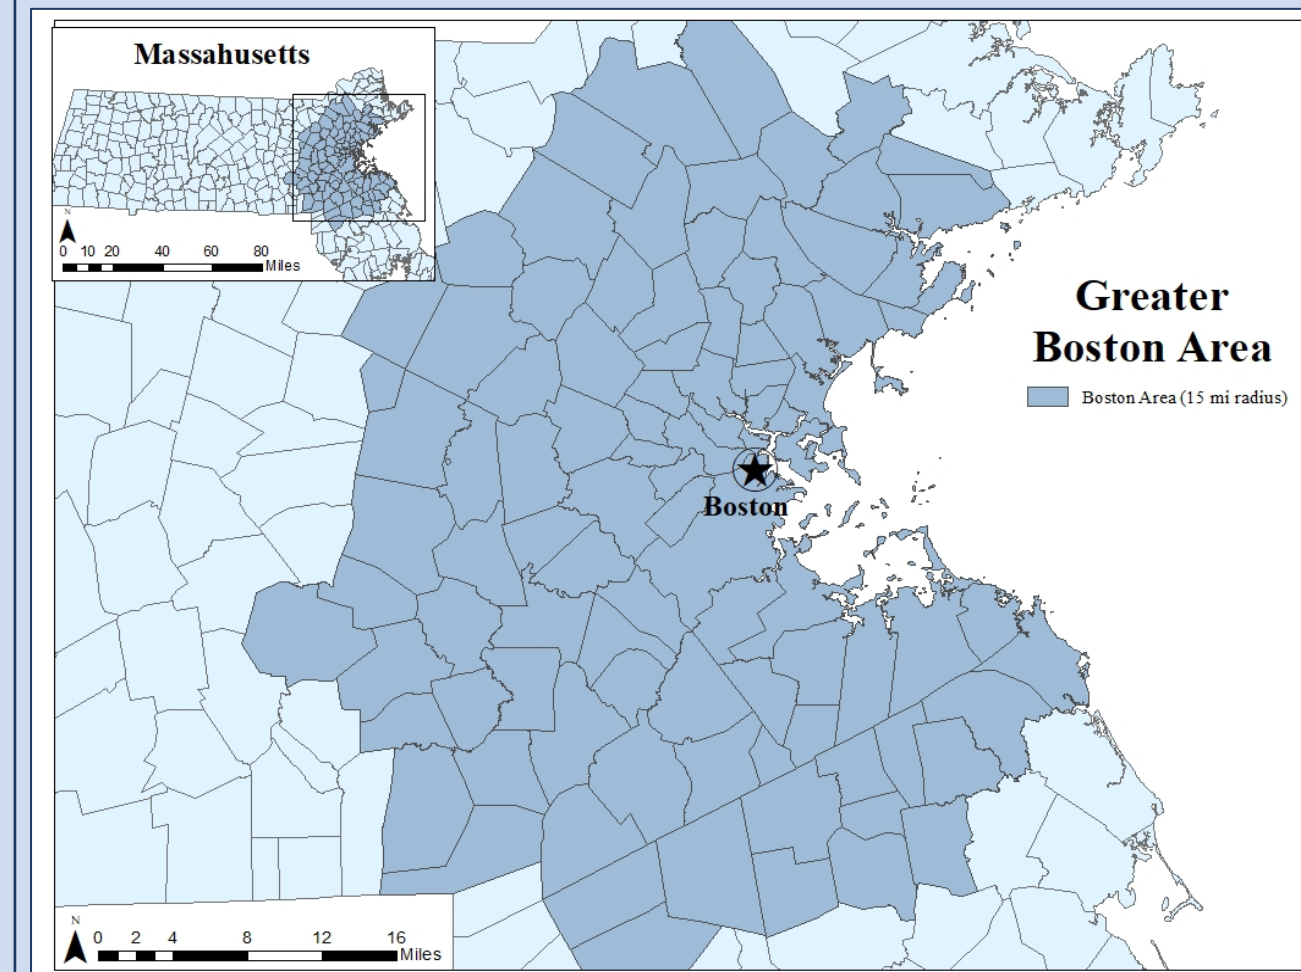 Massahusetts
N
0 10 20 40 60 80
Miles
Greater
Boston Area
Boston Area (15 mi radius)
Boston
N
0 2 4 8 12 16
Miles